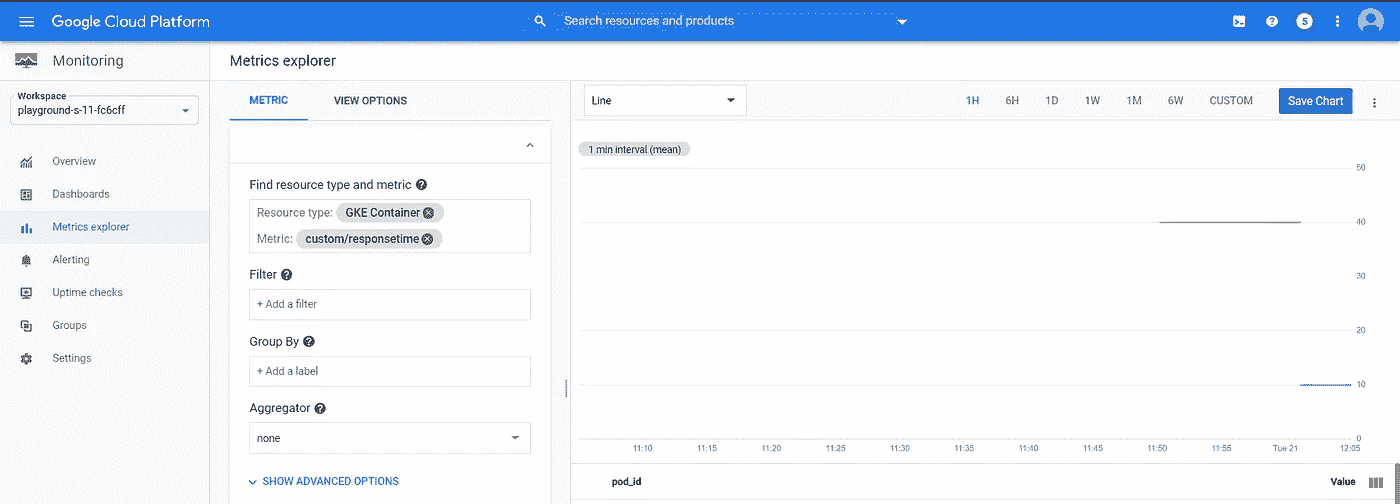 Google Cloud Platform
Search resources and products
5
Monitoring
Metrics explorer
Workspace
playground-s-11-fc6cff
Overview
Dashboards
Metrics explorer
Alerting
Uptime checks
Groups
Settings
METRIC
VIEW OPTIONS
Find resource type and metric
Resource type: GKE Container
Metric: custom/responsetime
Filter
+ Add a filter
Group By
+ Add a label
Aggregator
none
SHOW ADVANCED OPTIONS
Line
1H 6H 1D 1W 1M 6W CUSTOM
Save Chart
1 min interval (mean)
50
40
30
20
10
0
11:10 11:15 11:20 11:25 11:30 11:35 11:40 11:45 11:50 11:55 Tue 21 12:05
pod_id Value